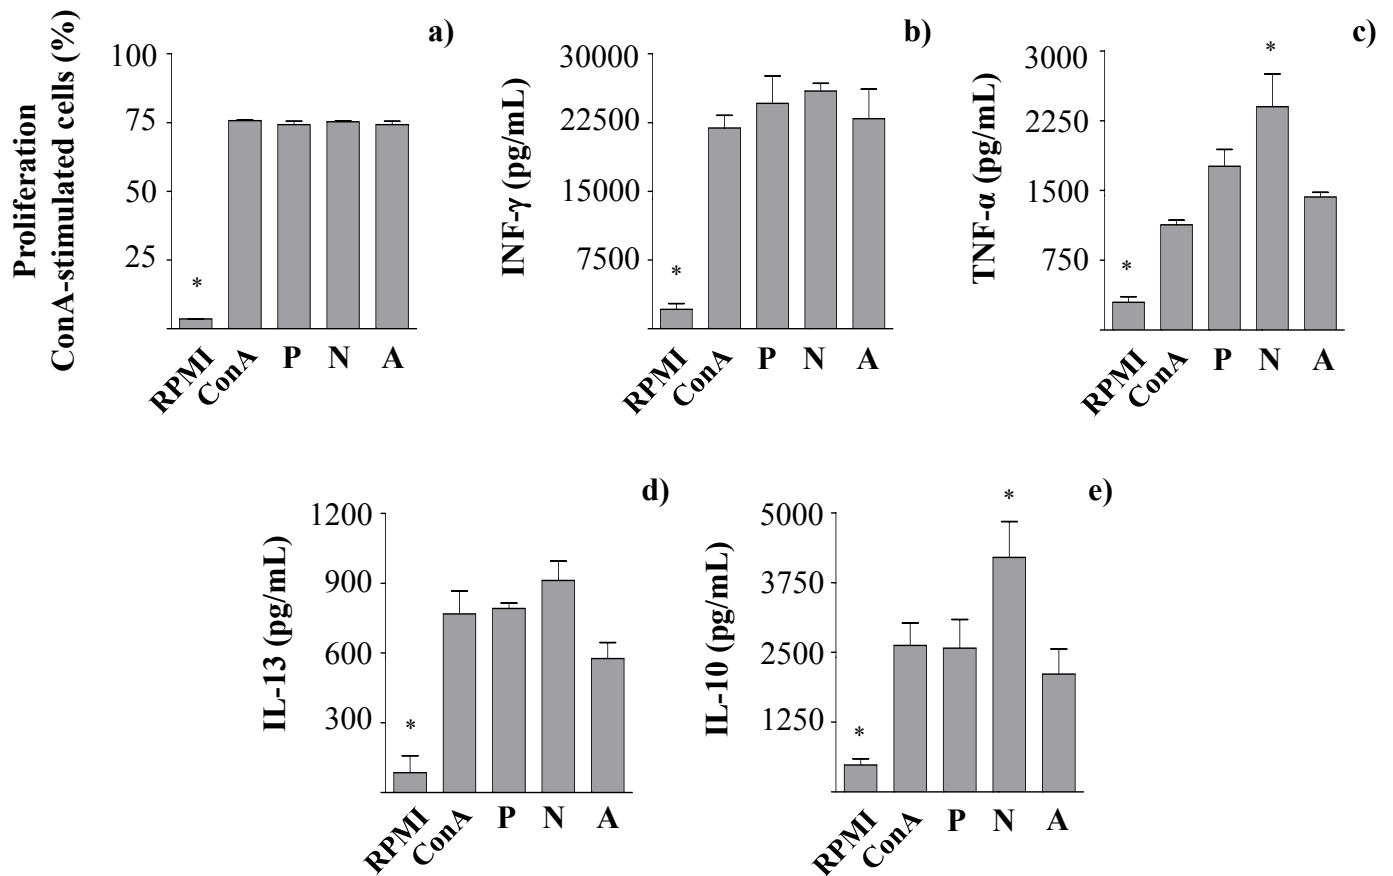 a)
Proliferation
ConA-stimulated cells (%)
100
75
50
25
*
RPMI
ConA
P
N
A
b)
INF-γ (pg/mL)
30000
22500
15000
7500
*
RPMI
ConA
P
N
A
c)
TNF-α (pg/mL)
3000
2250
1500
750
*
*
RPMI
ConA
P
N
A
d)
IL-13 (pg/mL)
1200
900
600
300
*
RPMI
ConA
P
N
A
e)
IL-10 (pg/mL)
5000
3750
2500
1250
*
*
RPMI
ConA
P
N
A